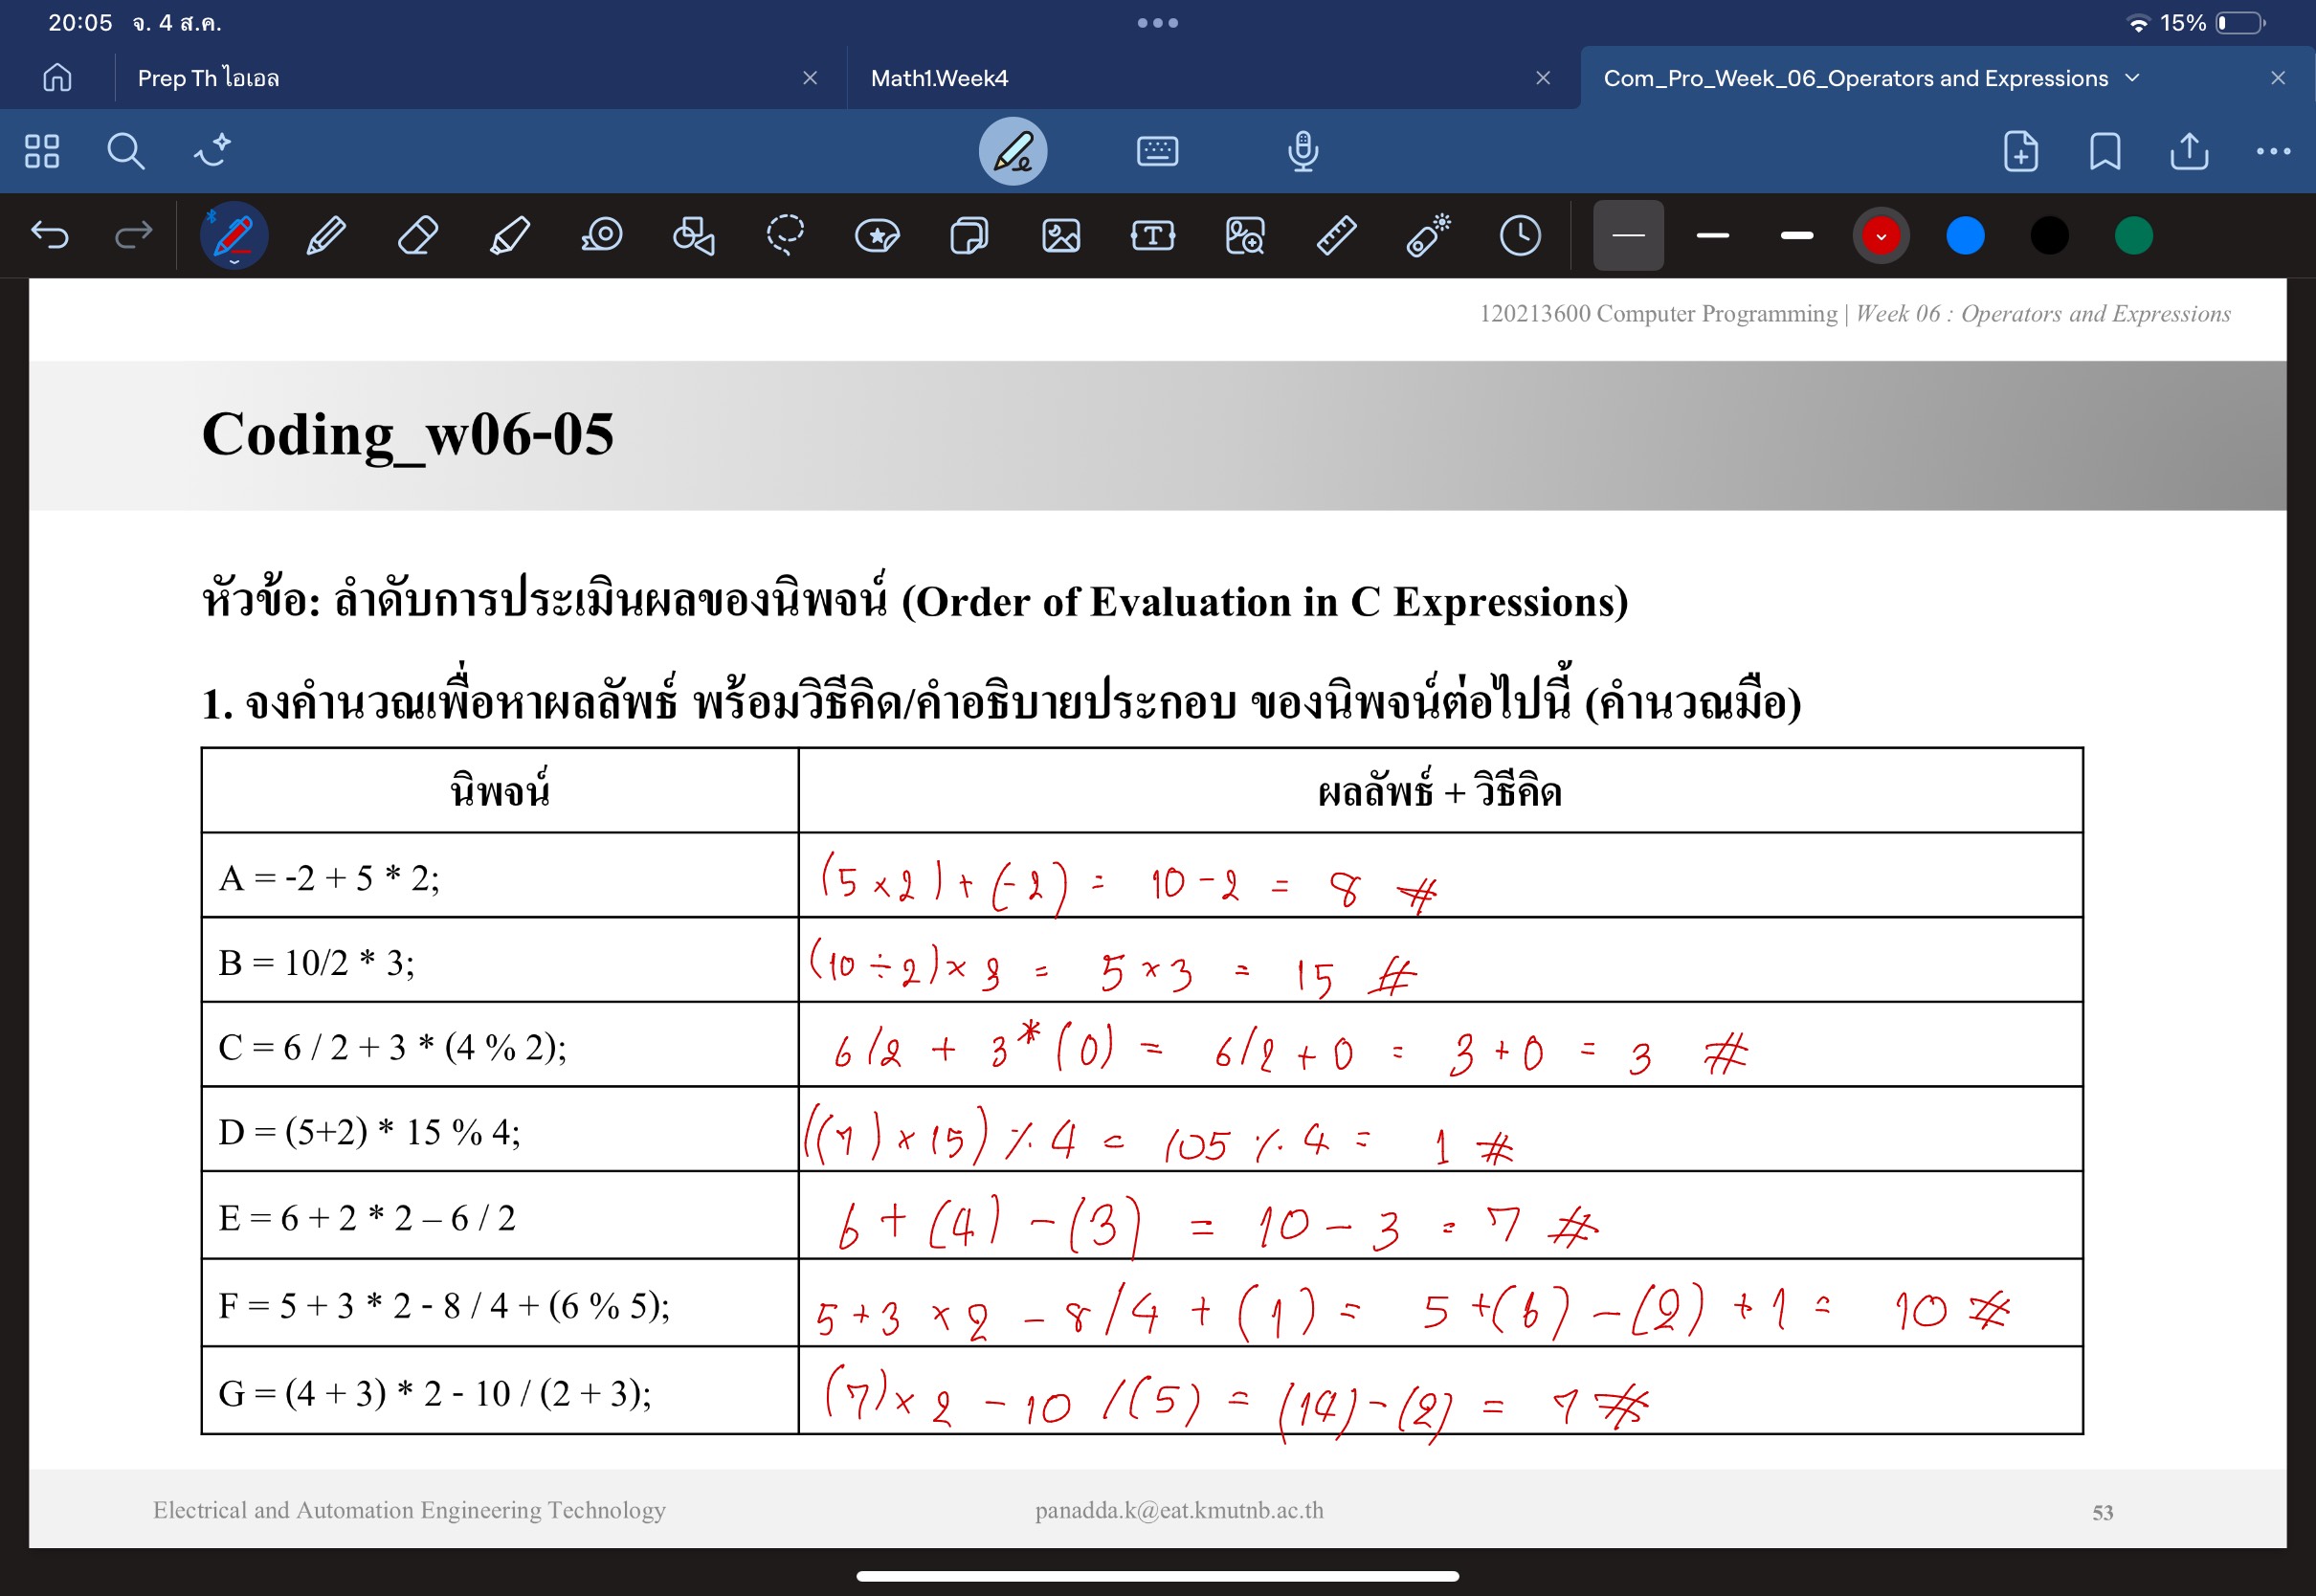 20:05 จ. 4 ส.ค.
15%
Prep Th ไอเอล
Math1.Week4
Com_Pro_Week_06_Operators and Expressions
120213600 Computer Programming | Week 06 : Operators and Expressions
Coding_w06-05
หัวข้อ: ลำดับการประเมินผลของนิพจน์ (Order of Evaluation in C Expressions)
1. จงคำนวณเพื่อหาผลลัพธ์ พร้อมวิธีคิด/คำอธิบายประกอบ ของนิพจน์ต่อไปนี้ (คำนวณมือ)
นิพจน์ ผลลัพธ์ + วิธีคิด
A = -2 + 5 * 2; (5 × 2) + (-2) = 10 - 2 = 8 #
B = 10/2 * 3; (10 ÷ 2) × 3 = 5 × 3 = 15 #
C = 6 / 2 + 3 * (4 % 2); 6/2 + 3 * (0) = 6/2 + 0 = 3 + 0 = 3 #
D = (5+2) * 15 % 4; ((7) × 15) % 4 = 105 % 4 = 1 #
E = 6 + 2 * 2 – 6 / 2 6 + (4) - (3) = 10 - 3 = 7 #
F = 5 + 3 * 2 - 8 / 4 + (6 % 5); 5 + 3 × 2 - 8/4 + (1) = 5 + (6) - (2) + 1 = 10 #
G = (4 + 3) * 2 - 10 / (2 + 3); (7) × 2 - 10 / (5) = (14) - (2) = 7 #
Electrical and Automation Engineering Technology
panadda.k@eat.kmutnb.ac.th
53